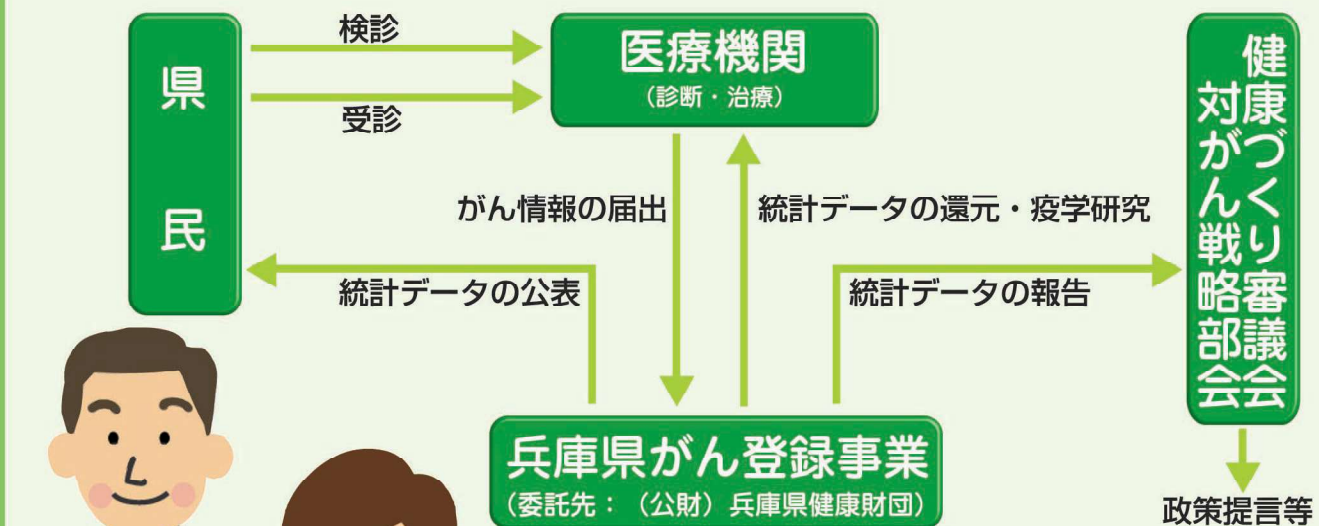 県民
検診
受診
医療機関
(診断・治療)
健康づくり審議会
対がん戦略部会
がん情報の届出
統計データの還元・疫学研究
統計データの公表
統計データの報告
兵庫県がん登録事業
(委託先:(公財)兵庫県健康財団)
政策提言等